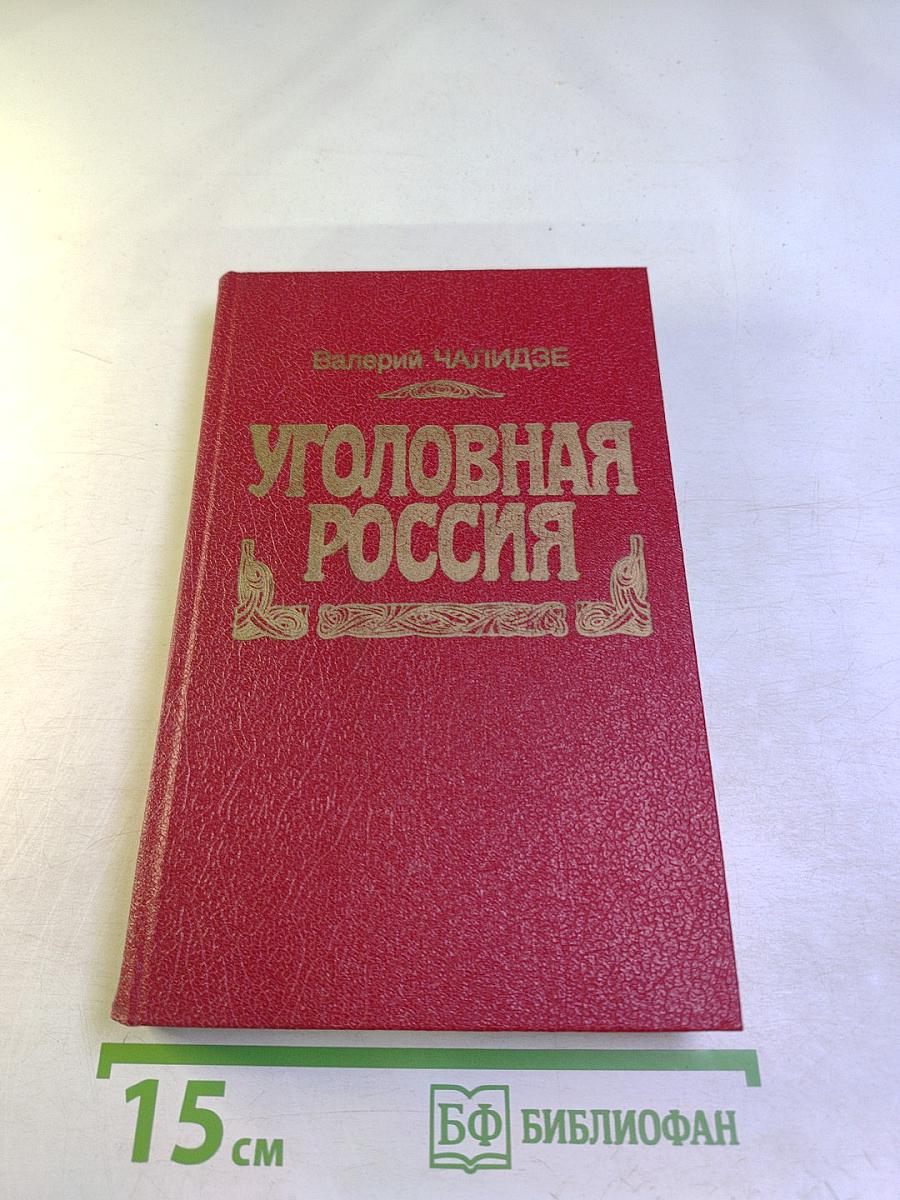 Валерий ЧАЛИДЗЕ
УГОЛОВНАЯ
РОССИЯ
15 см
БФ БИБЛИОФАН